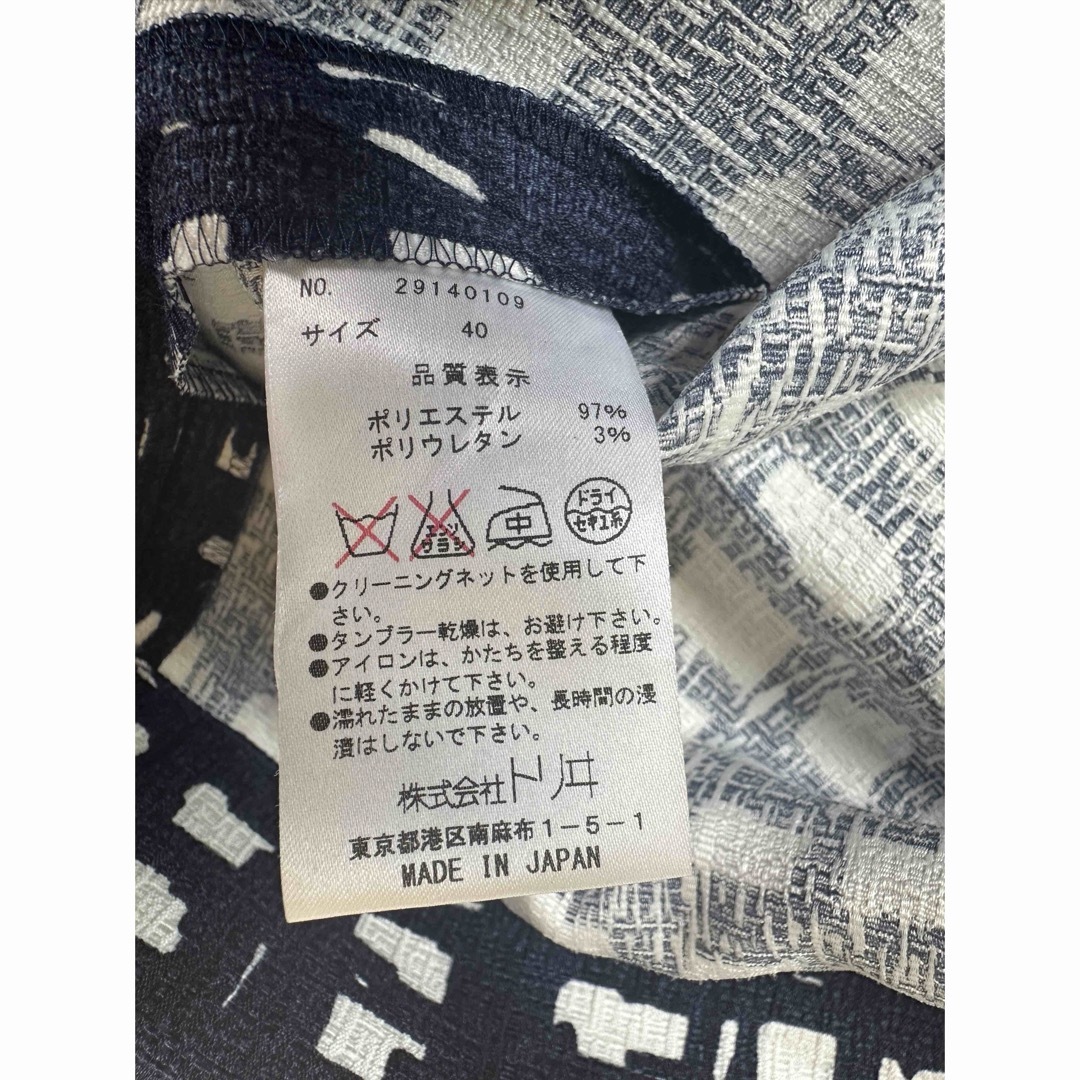 NO. 29140109
サイズ 40
品質表示
ポリエステル 97%
ポリウレタン 3%
エンソ
サラシ
中
ドライ
セキユ系
●クリーニングネットを使用して下
さい。
●タンブラー乾燥は、お避け下さい。
●アイロンは、かたちを整える程度
に軽くかけて下さい。
●濡れたままの放置や、長時間の浸
漬はしないで下さい。
株式会社トリヰ
東京都港区南麻布1-5-1
MADE IN JAPAN